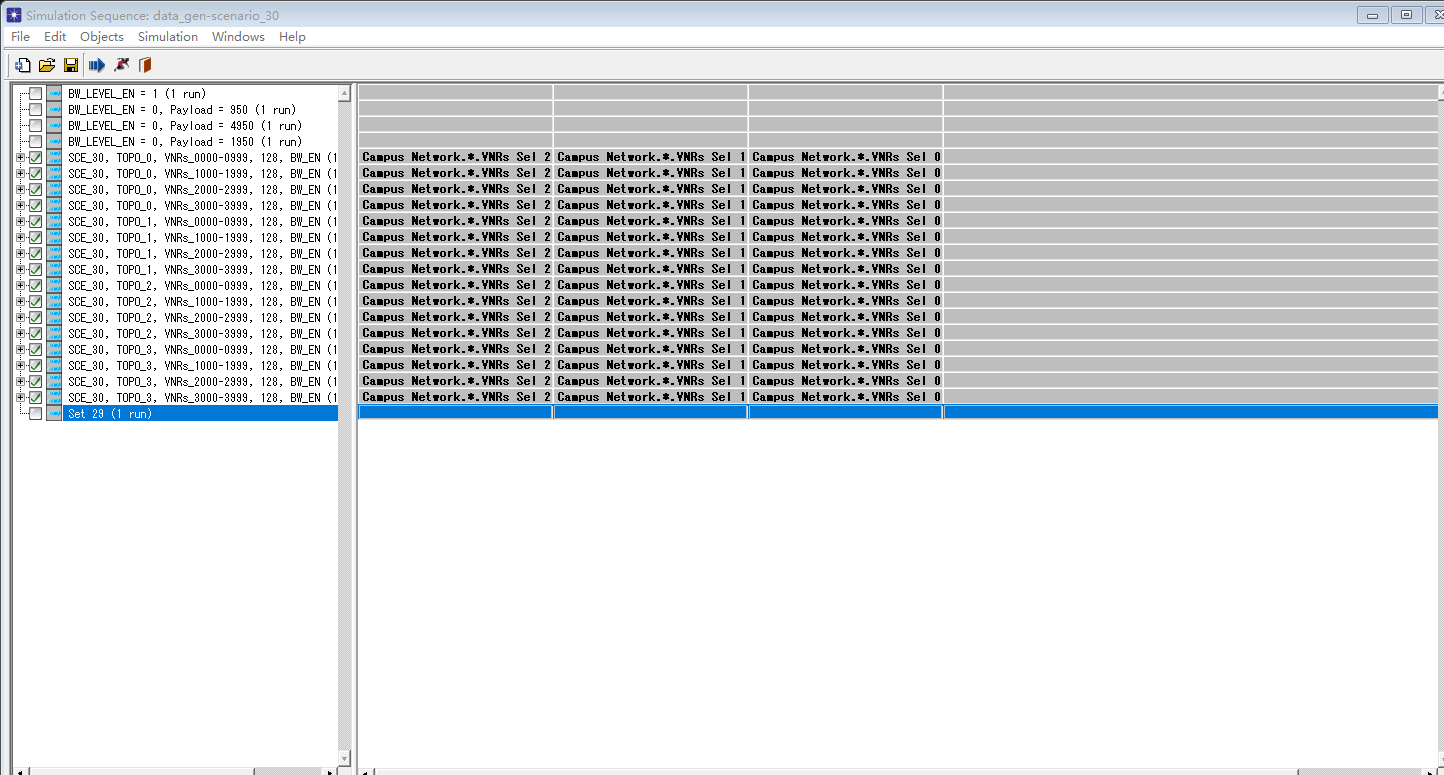 Simulation Sequence: data_gen-scenario_30
File Edit Objects Simulation Windows Help
BW_LEVEL_EN = 1 (1 run)
BW_LEVEL_EN = 0, Payload = 950 (1 run)
BW_LEVEL_EN = 0, Payload = 4950 (1 run)
BW_LEVEL_EN = 0, Payload = 1950 (1 run)
SCE_30, TOPO_0, VNRs_0000-0999, 128, BW_EN (1 Campus Network.*.VNRs Sel 2 Campus Network.*.VNRs Sel 1 Campus Network.*.VNRs Sel 0
SCE_30, TOPO_0, VNRs_1000-1999, 128, BW_EN (1 Campus Network.*.VNRs Sel 2 Campus Network.*.VNRs Sel 1 Campus Network.*.VNRs Sel 0
SCE_30, TOPO_0, VNRs_2000-2999, 128, BW_EN (1 Campus Network.*.VNRs Sel 2 Campus Network.*.VNRs Sel 1 Campus Network.*.VNRs Sel 0
SCE_30, TOPO_0, VNRs_3000-3999, 128, BW_EN (1 Campus Network.*.VNRs Sel 2 Campus Network.*.VNRs Sel 1 Campus Network.*.VNRs Sel 0
SCE_30, TOPO_1, VNRs_0000-0999, 128, BW_EN (1 Campus Network.*.VNRs Sel 2 Campus Network.*.VNRs Sel 1 Campus Network.*.VNRs Sel 0
SCE_30, TOPO_1, VNRs_1000-1999, 128, BW_EN (1 Campus Network.*.VNRs Sel 2 Campus Network.*.VNRs Sel 1 Campus Network.*.VNRs Sel 0
SCE_30, TOPO_1, VNRs_2000-2999, 128, BW_EN (1 Campus Network.*.VNRs Sel 2 Campus Network.*.VNRs Sel 1 Campus Network.*.VNRs Sel 0
SCE_30, TOPO_1, VNRs_3000-3999, 128, BW_EN (1 Campus Network.*.VNRs Sel 2 Campus Network.*.VNRs Sel 1 Campus Network.*.VNRs Sel 0
SCE_30, TOPO_2, VNRs_0000-0999, 128, BW_EN (1 Campus Network.*.VNRs Sel 2 Campus Network.*.VNRs Sel 1 Campus Network.*.VNRs Sel 0
SCE_30, TOPO_2, VNRs_1000-1999, 128, BW_EN (1 Campus Network.*.VNRs Sel 2 Campus Network.*.VNRs Sel 1 Campus Network.*.VNRs Sel 0
SCE_30, TOPO_2, VNRs_2000-2999, 128, BW_EN (1 Campus Network.*.VNRs Sel 2 Campus Network.*.VNRs Sel 1 Campus Network.*.VNRs Sel 0
SCE_30, TOPO_2, VNRs_3000-3999, 128, BW_EN (1 Campus Network.*.VNRs Sel 2 Campus Network.*.VNRs Sel 1 Campus Network.*.VNRs Sel 0
SCE_30, TOPO_3, VNRs_0000-0999, 128, BW_EN (1 Campus Network.*.VNRs Sel 2 Campus Network.*.VNRs Sel 1 Campus Network.*.VNRs Sel 0
SCE_30, TOPO_3, VNRs_1000-1999, 128, BW_EN (1 Campus Network.*.VNRs Sel 2 Campus Network.*.VNRs Sel 1 Campus Network.*.VNRs Sel 0
SCE_30, TOPO_3, VNRs_2000-2999, 128, BW_EN (1 Campus Network.*.VNRs Sel 2 Campus Network.*.VNRs Sel 1 Campus Network.*.VNRs Sel 0
SCE_30, TOPO_3, VNRs_3000-3999, 128, BW_EN (1 Campus Network.*.VNRs Sel 2 Campus Network.*.VNRs Sel 1 Campus Network.*.VNRs Sel 0
Set 29 (1 run)